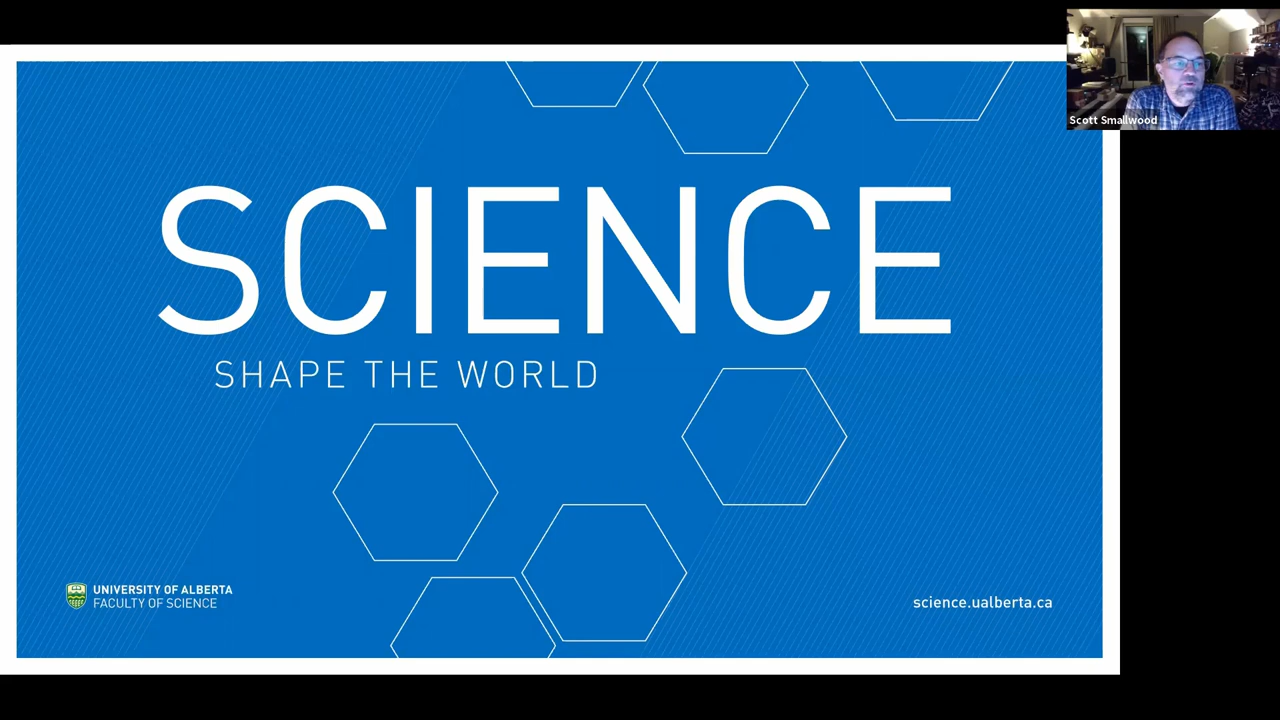 Scott Smallwood
SCIENCE
SHAPE THE WORLD
UNIVERSITY OF ALBERTA
FACULTY OF SCIENCE
science.ualberta.ca